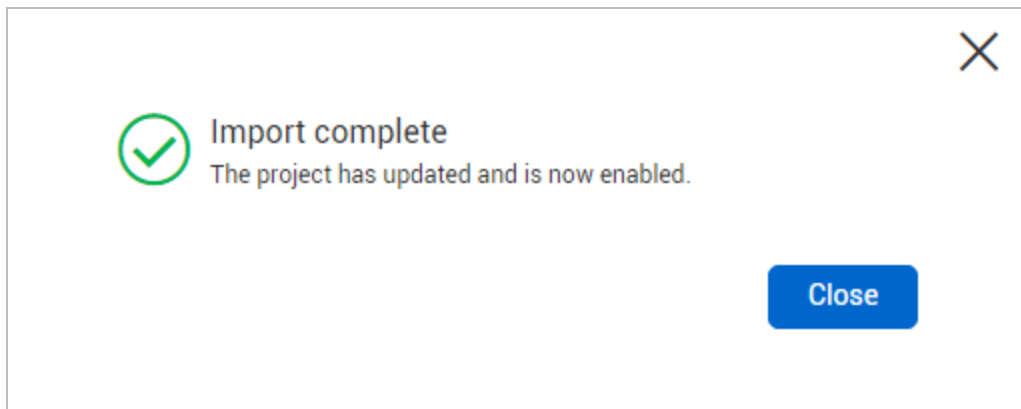 Import complete
The project has updated and is now enabled.
Close